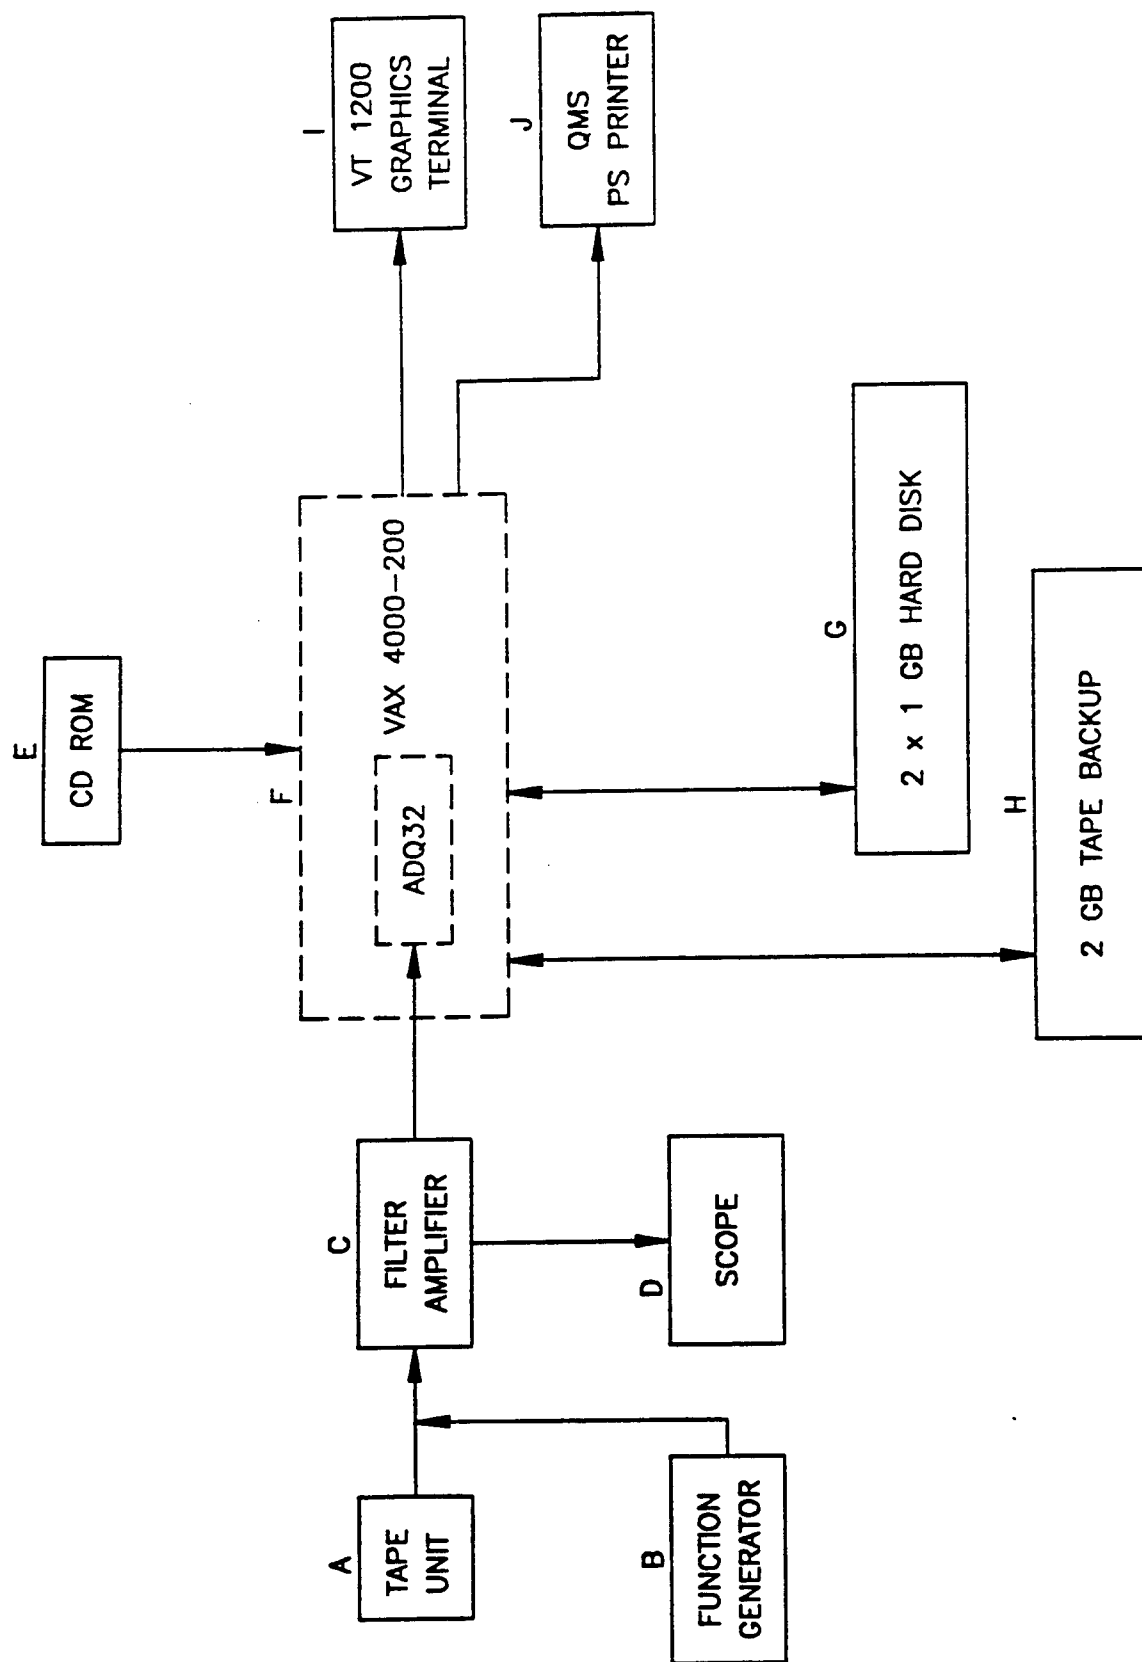 A
TAPE
UNIT
B
FUNCTION
GENERATOR
C
FILTER
AMPLIFIER
D
SCOPE
E
CD ROM
F
VAX 4000-200
ADQ32
G
2 x 1 GB HARD DISK
H
2 GB TAPE BACKUP
I
VT 1200
GRAPHICS
TERMINAL
J
QMS
PS PRINTER